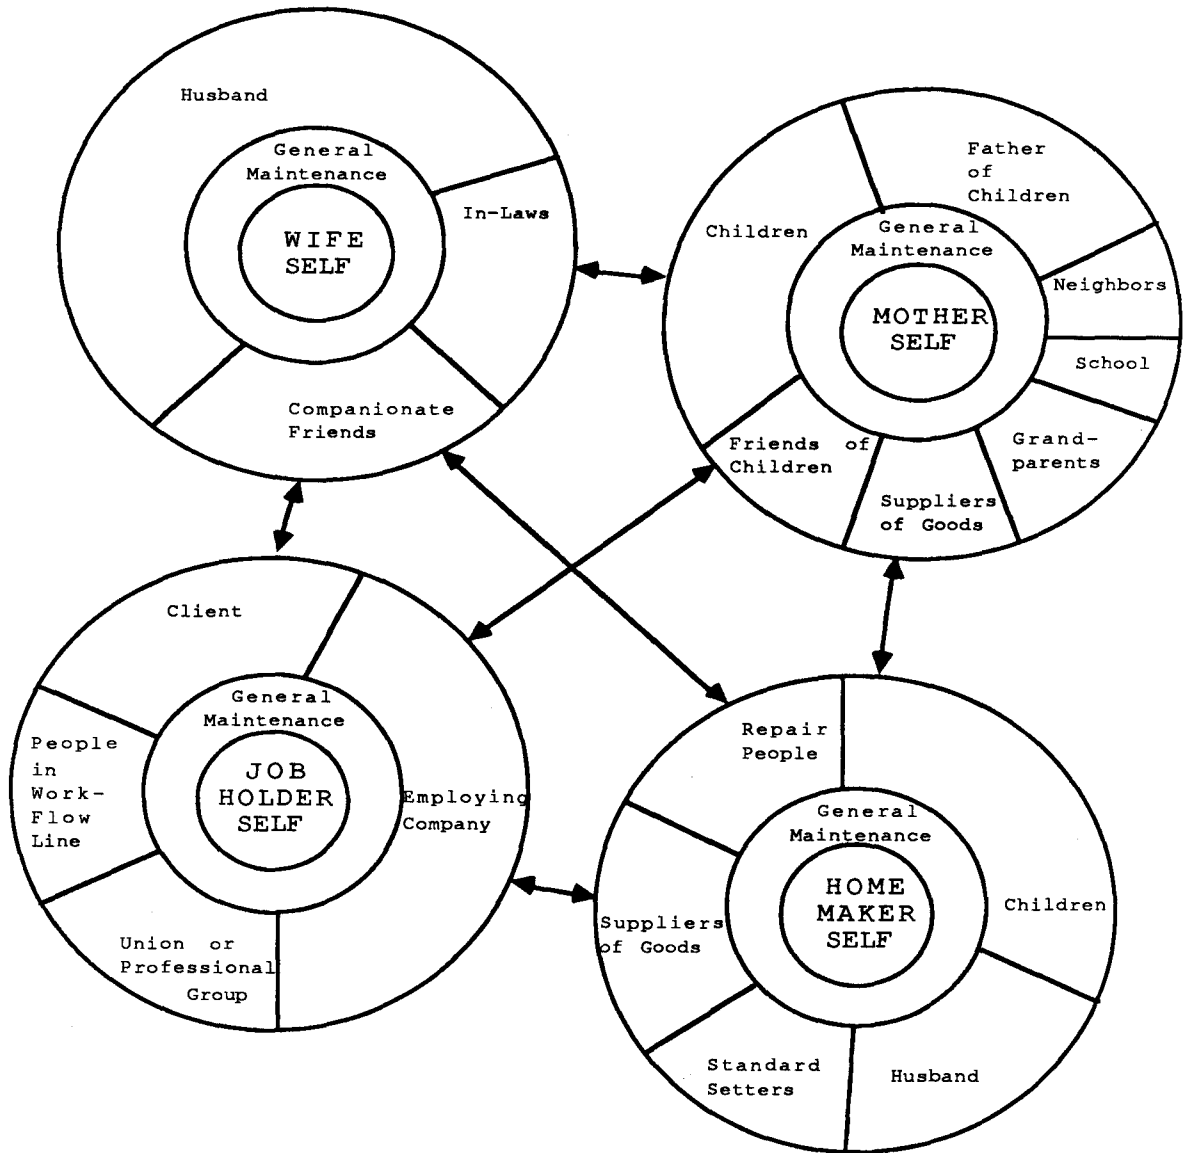 Husband
General
Maintenance
WIFE
SELF
In-Laws
Companionate
Friends
Father
of
Children
Children
General
Maintenance
MOTHER
SELF
Neighbors
School
Grand-
parents
Suppliers
of Goods
Friends of
Children
Client
General
Maintenance
JOB
HOLDER
SELF
People
in
Work-
Flow
Line
Employing
Company
Union or
Professional
Group
Repair
People
General
Maintenance
HOME
MAKER
SELF
Children
Suppliers
of Goods
Standard
Setters
Husband